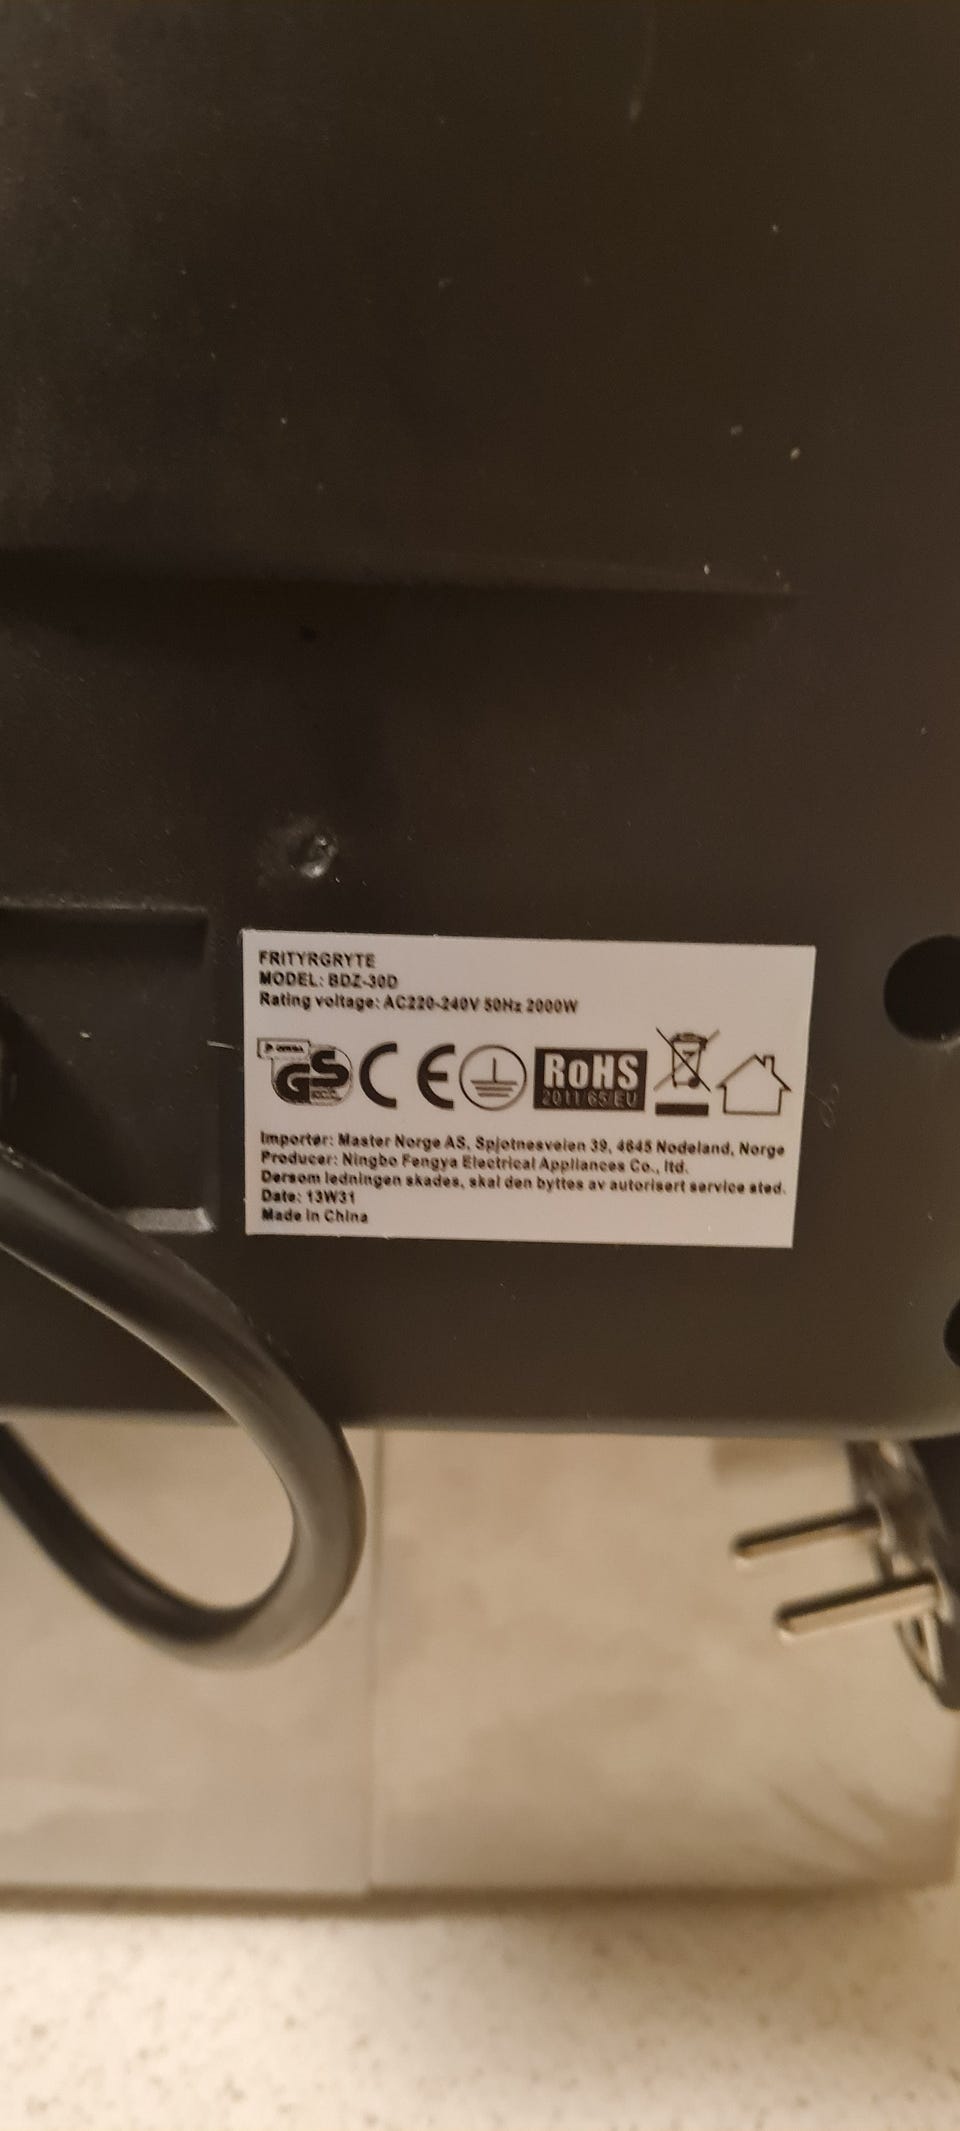 FRITYRGRYTE
MODEL: BDZ-30D
Rating voltage: AC220-240V 50Hz 2000W
GS CE RoHS
2011/65/EU
Importer: Master Norge AS, Spjotnesveien 39, 4645 Nodeland, Norge
Producer: Ningbo Fengya Electrical Appliances Co., ltd.
Dersom ledningen skades, skal den byttes av autorisert service sted.
Date: 13W31
Made in China